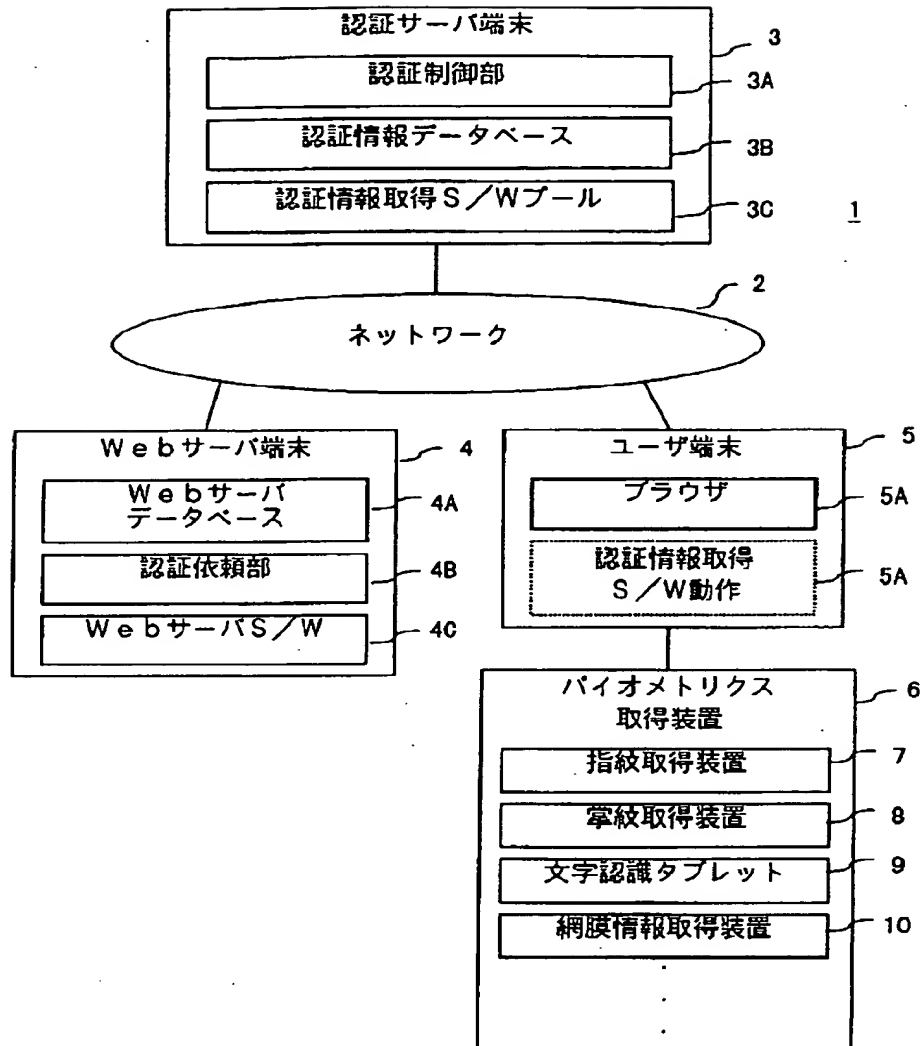 認証サーバ端末
3
認証制御部
3A
認証情報データベース
3B
認証情報取得S/Wプール
3C
1
2
ネットワーク
Webサーバ端末
4
Webサーバ
データベース
4A
認証依頼部
4B
WebサーバS/W
4C
ユーザ端末
5
ブラウザ
5A
認証情報取得
S/W動作
5A
バイオメトリクス
取得装置
6
指紋取得装置
7
掌紋取得装置
8
文字認識タブレット
9
網膜情報取得装置
10